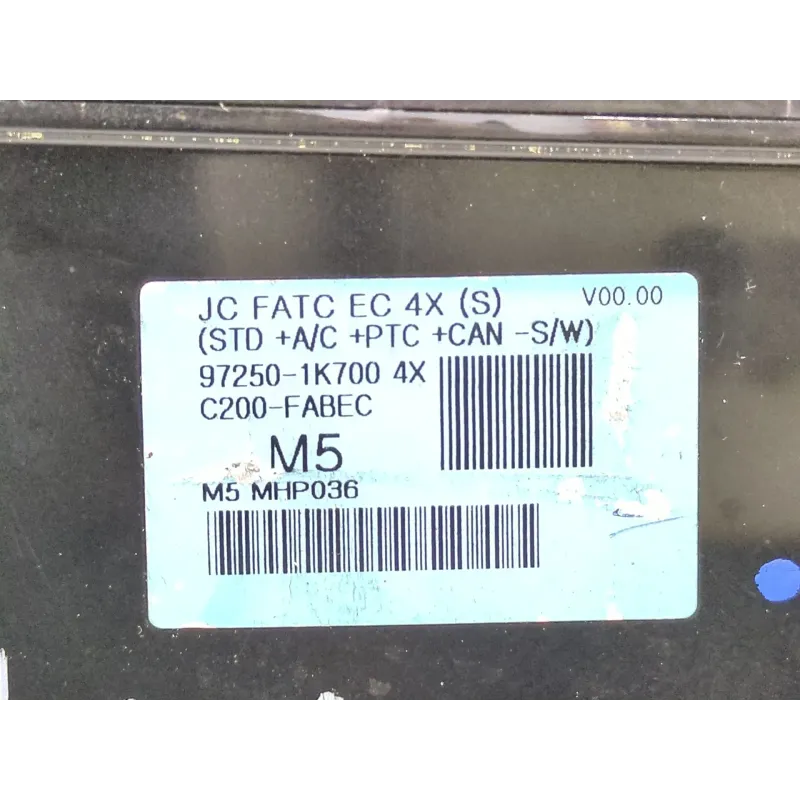 JC FATC EC 4X (S)
V00.00
(STD +A/C +PTC +CAN -S/W)
97250-1K700 4X
C200-FABEC
M5
M5 MHP036